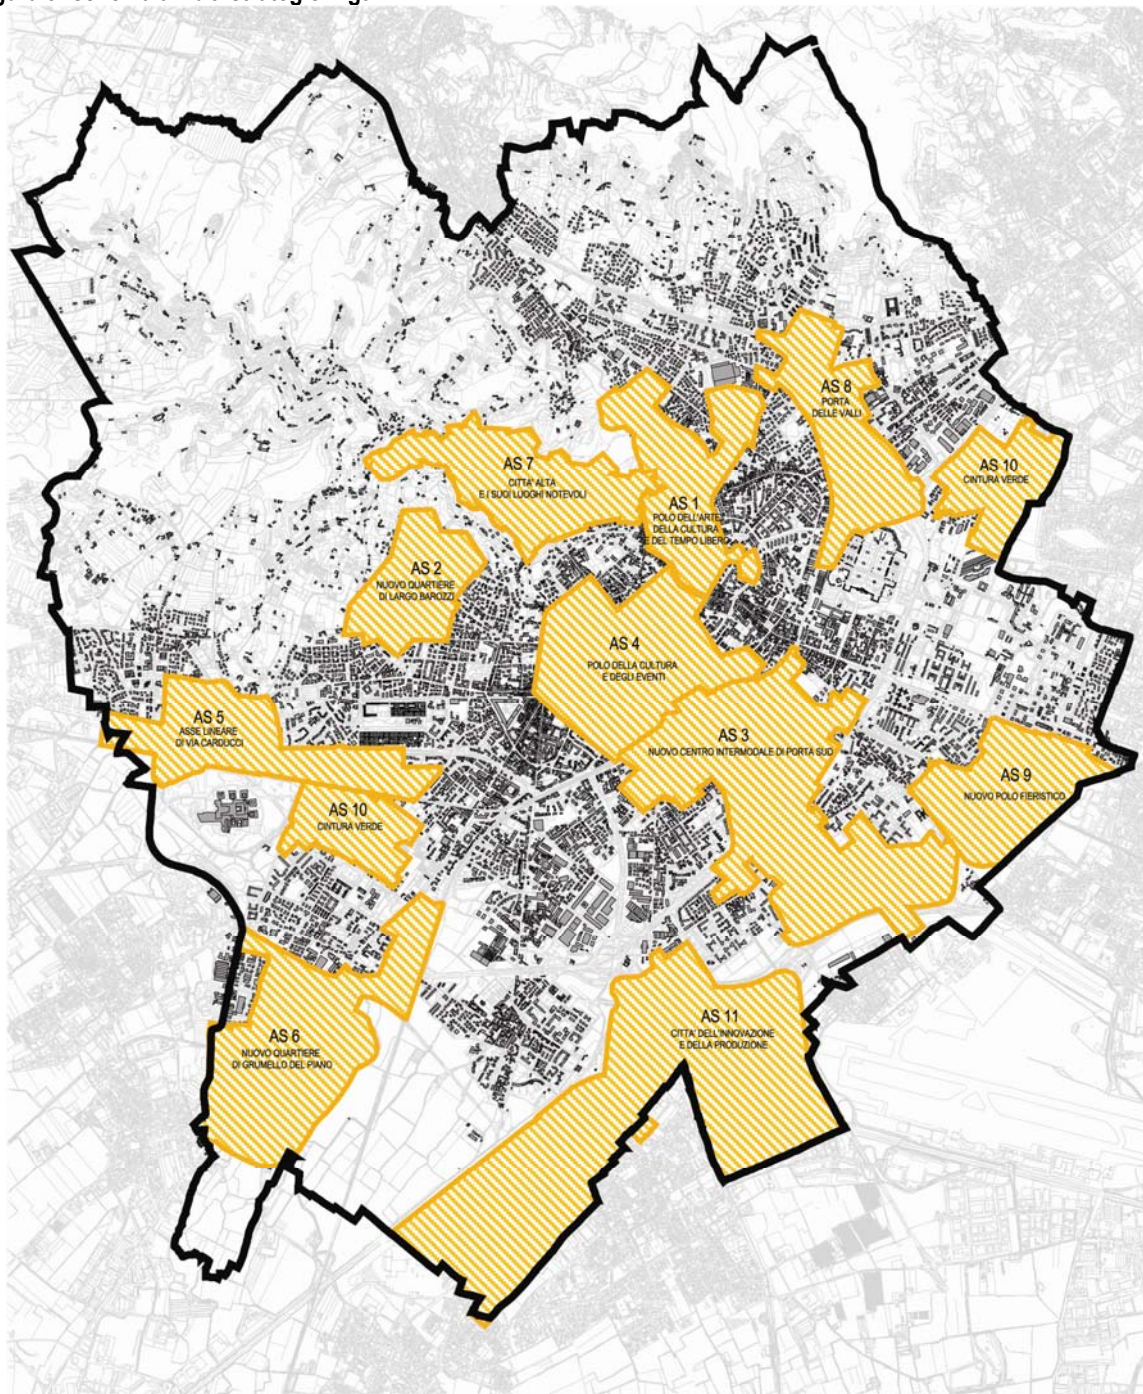 AS 8
PORTA
DELLE VALLI
AS 7
CITTA' ALTA
E I SUOI LUOGHI NOTEVOLI
AS 10
CINTURA VERDE
AS 1
POLO DELL'ARTE
DELLA CULTURA
E DEL TEMPO LIBERO
AS 2
NUOVO QUARTIERE
DI LARGO BAROZZI
AS 4
POLO DELLA CULTURA
E DEGLI EVENTI
AS 5
ASSE LINEARE
DI VIA CARDUCCI
AS 3
NUOVO CENTRO INTERMODALE DI PORTA SUD
AS 9
NUOVO POLO FIERISTICO
AS 10
CINTURA VERDE
AS 11
CITTA' DELL'INNOVAZIONE
E DELLA PRODUZIONE
AS 6
NUOVO QUARTIERE
DI GRUMELLO DEL PIANO